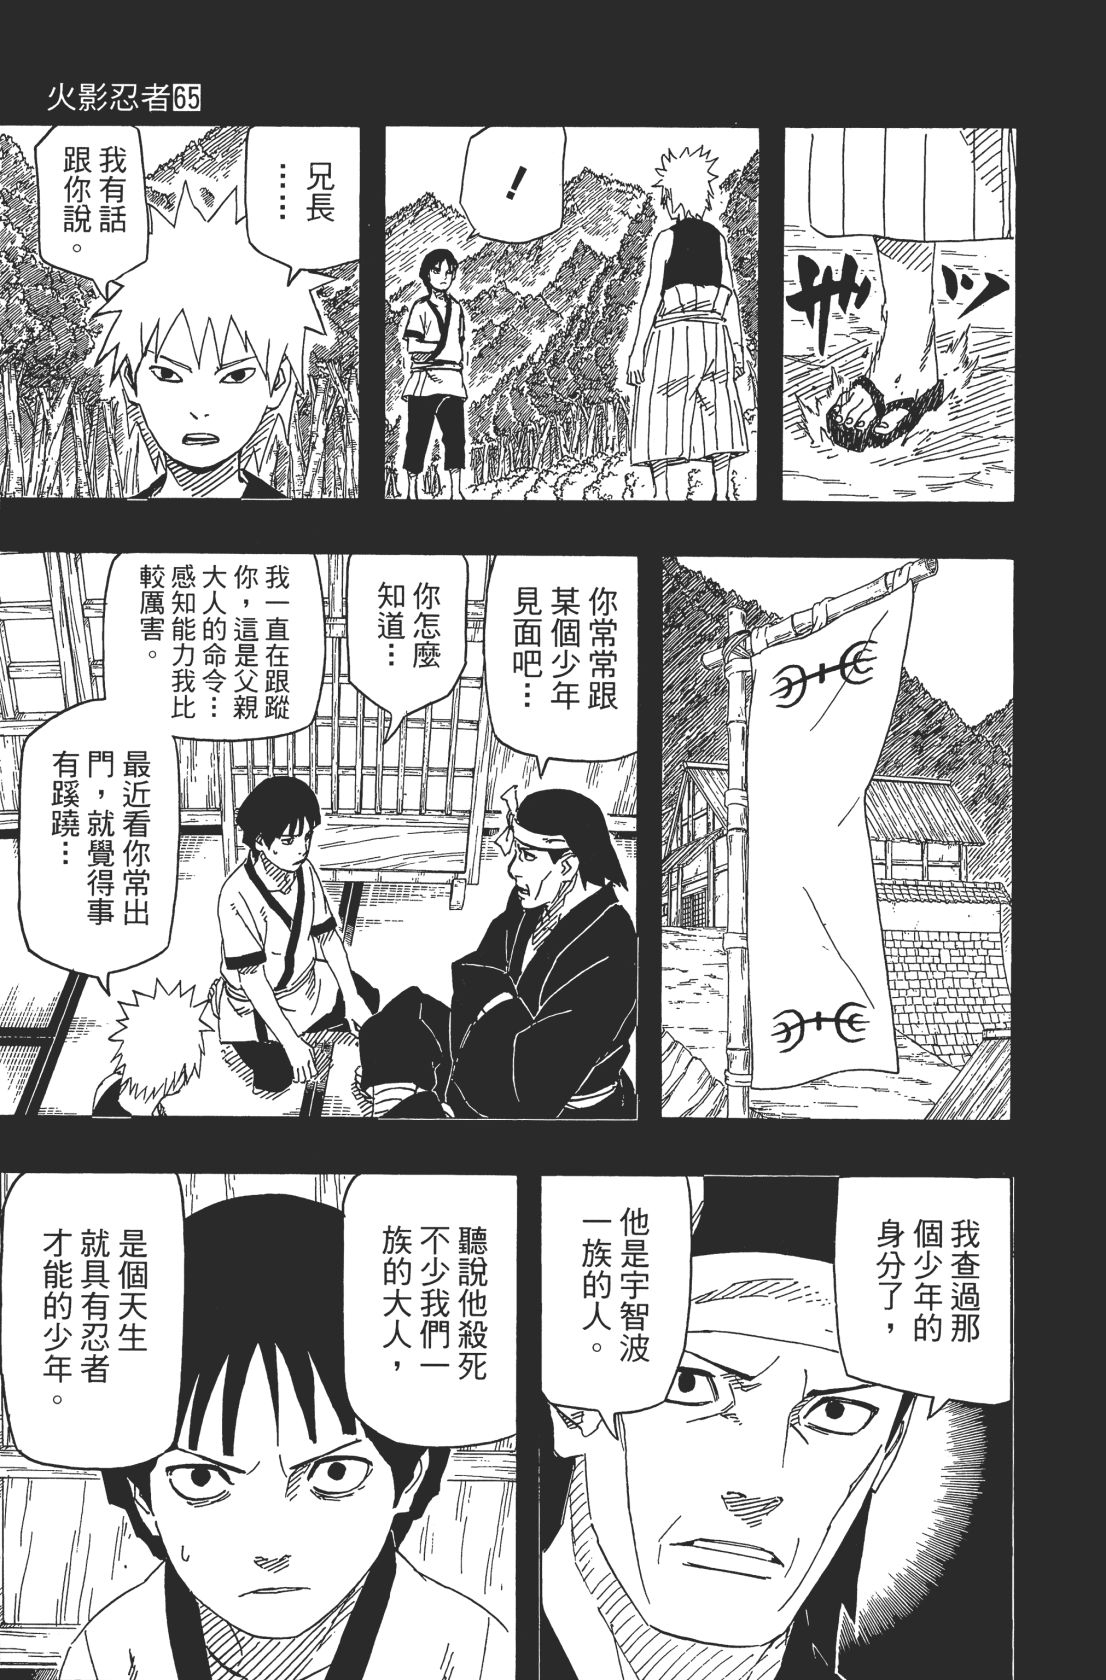 火影忍者65
ザッ
！
兄長
……
我有話
跟你說。
你常常跟
某個少年
見面吧…
你怎麼
知道…
我一直在跟蹤
你，這是父親
大人的命令…
感知能力我比
較厲害。
最近看你常出
門，就覺得事
有蹊蹺…
我查過那
個少年的
身分了，
他是宇智波
一族的人。
聽說他殺死
不少我們一
族的大人，
是個天生
就具有忍者
才能的少年。